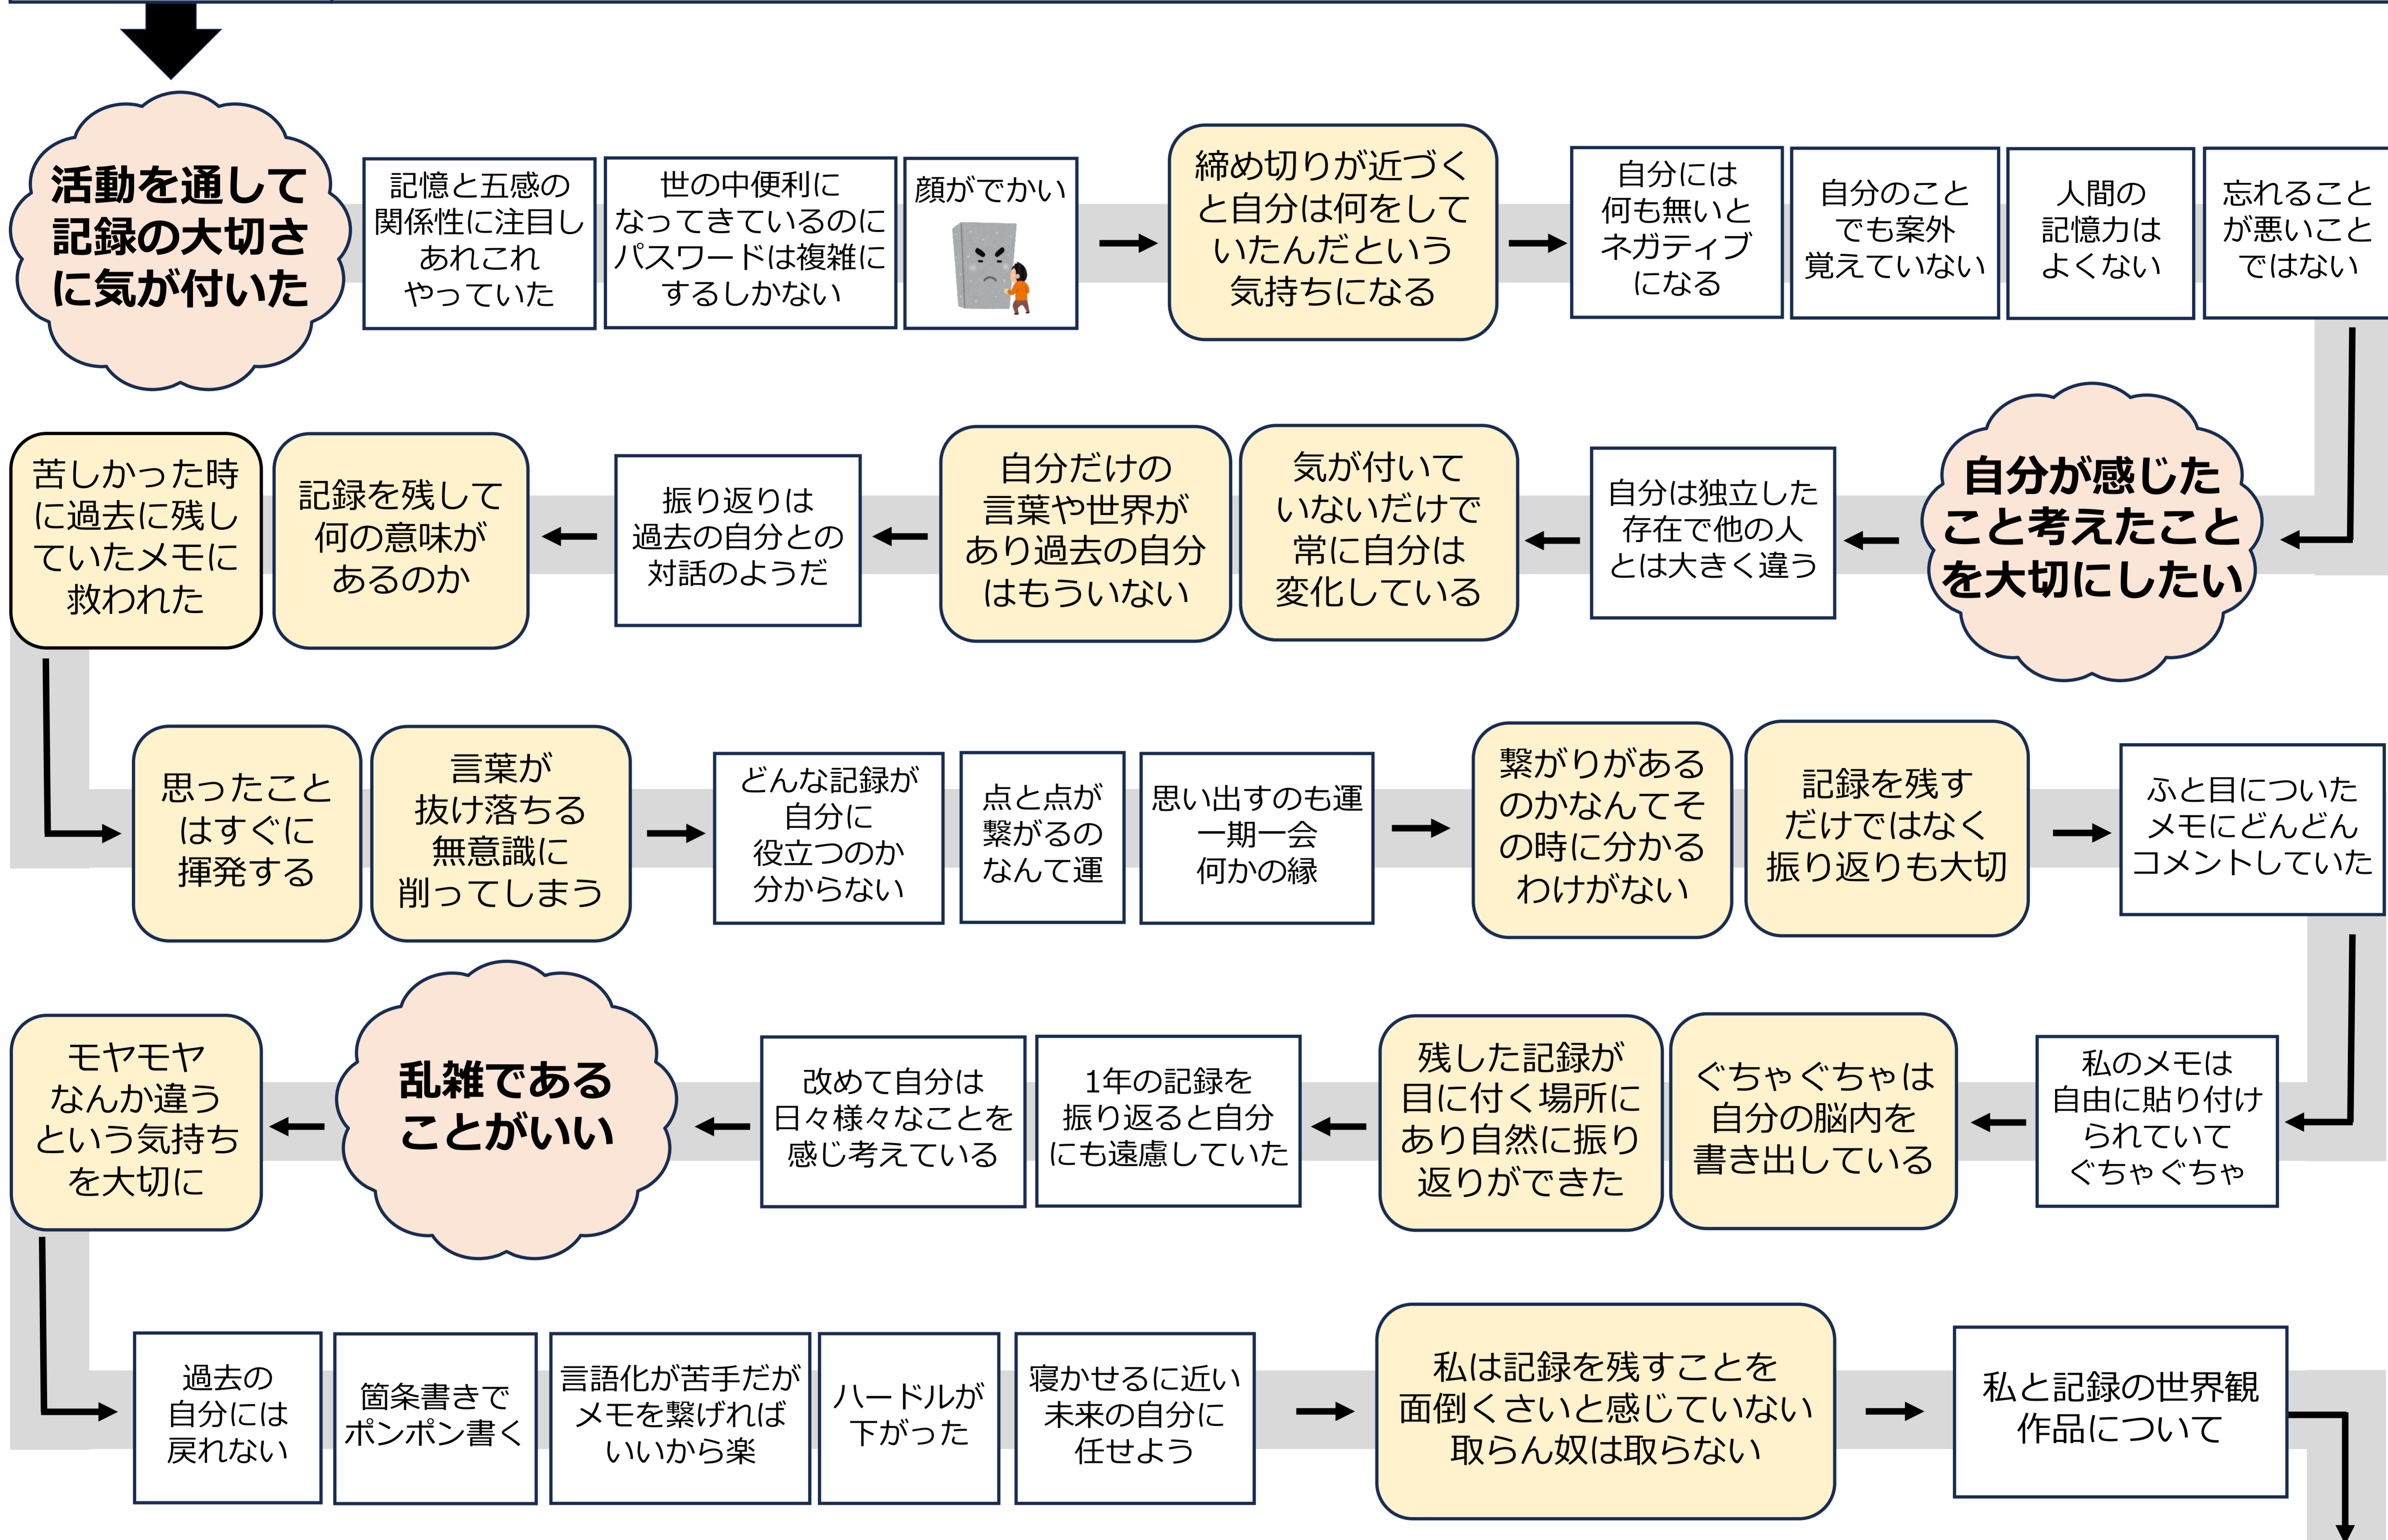 活動を通して
記録の大切さ
に気が付いた
記憶と五感の
関係性に注目し
あれこれ
やっていた
世の中便利に
なってきているのに
パスワードは複雑に
するしかない
顔がでかい
締め切りが近づく
と自分は何をして
いたんだという
気持ちになる
自分には
何も無いと
ネガティブ
になる
自分のこと
でも案外
覚えていない
人間の
記憶力は
よくない
忘れること
が悪いこと
ではない
自分が感じた
こと考えたこと
を大切にしたい
自分は独立した
存在で他の人
とは大きく違う
気が付いて
いないだけで
常に自分は
変化している
自分だけの
言葉や世界が
あり過去の自分
はもういない
振り返りは
過去の自分との
対話のようだ
記録を残して
何の意味が
あるのか
苦しかった時
に過去に残し
ていたメモに
救われた
思ったこと
はすぐに
揮発する
言葉が
抜け落ちる
無意識に
削ってしまう
どんな記録が
自分に
役立つのか
分からない
点と点が
繋がるの
なんて運
思い出すのも運
一期一会
何かの縁
繋がりがある
のかなんてそ
の時に分かる
わけがない
記録を残す
だけではなく
振り返りも大切
ふと目についた
メモにどんどん
コメントしていた
私のメモは
自由に貼り付け
られていて
ぐちゃぐちゃ
ぐちゃぐちゃは
自分の脳内を
書き出している
残した記録が
目に付く場所に
あり自然に振り
返りができた
1年の記録を
振り返ると自分
にも遠慮していた
改めて自分は
日々様々なことを
感じ考えている
乱雑である
ことがいい
モヤモヤ
なんか違う
という気持ち
を大切に
過去の
自分には
戻れない
箇条書きで
ポンポン書く
言語化が苦手だが
メモを繋げれば
いいから楽
ハードルが
下がった
寝かせるに近い
未来の自分に
任せよう
私は記録を残すことを
面倒くさいと感じていない
取らん奴は取らない
私と記録の世界観
作品について